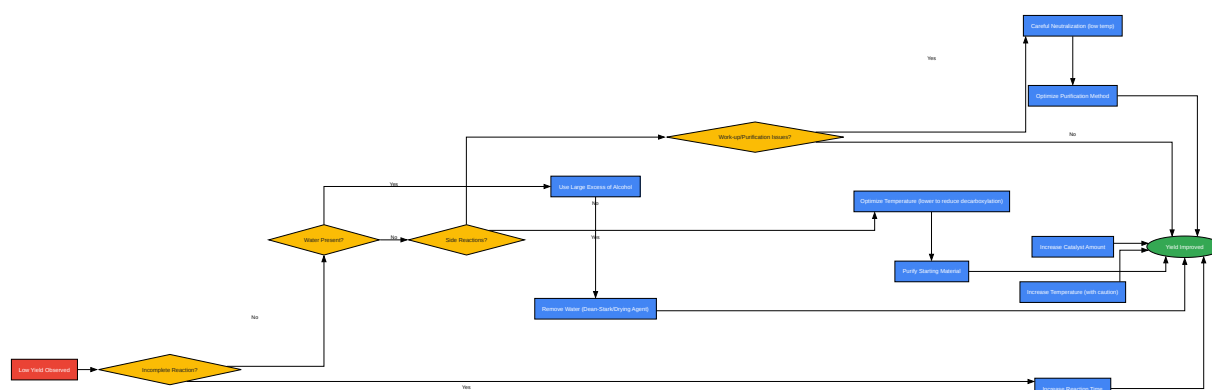 Careful Neutralization (low temp)
Yes
Optimize Purification Method
Work-up/Purification Issues?
No
Yes
Use Large Excess of Alcohol
Optimize Temperature (lower to reduce decarboxylation)
No
Water Present?
No
Side Reactions?
Yes
Increase Catalyst Amount
Yield Improved
Purify Starting Material
Increase Temperature (with caution)
Remove Water (Dean-Stark/Drying Agent)
No
Low Yield Observed
Incomplete Reaction?
Yes
Increase Reaction Time